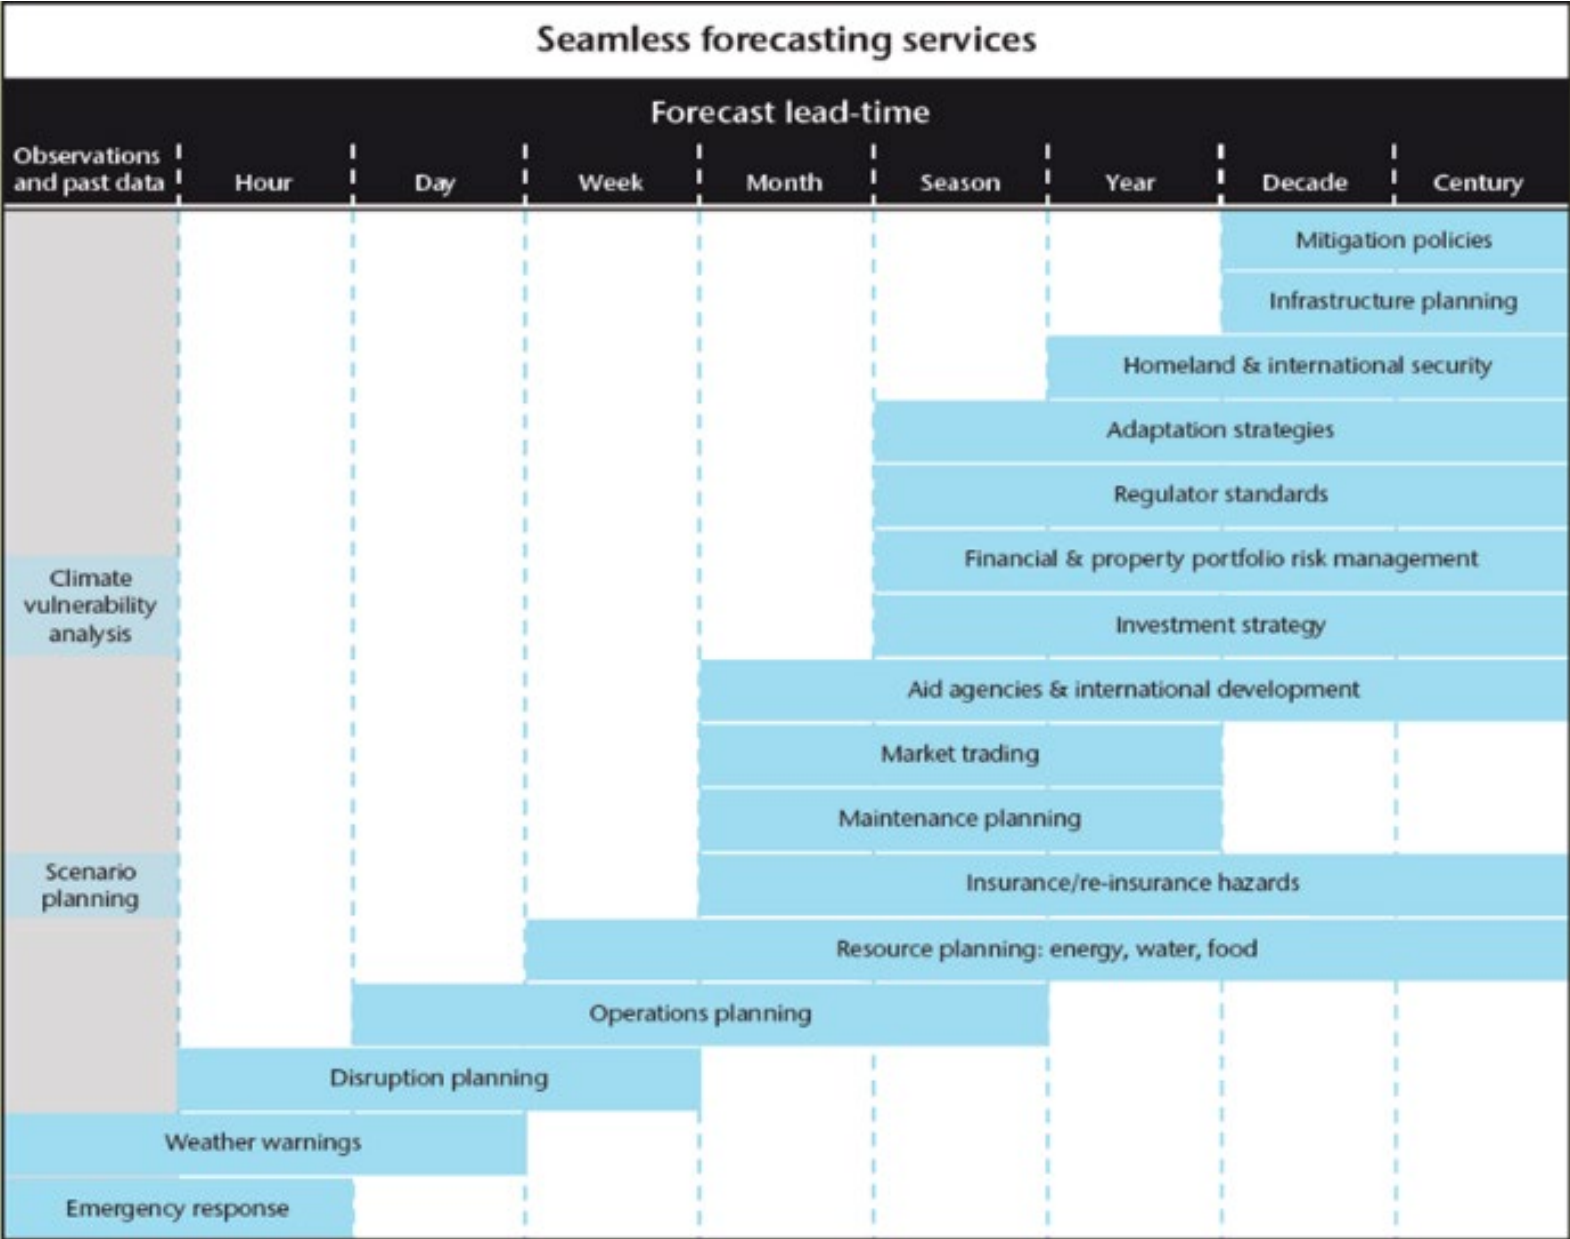 Seamless forecasting services
Forecast lead-time
Observations
and past data
Hour
Day
Week
Month
Season
Year
Decade
Century
Mitigation policies
Infrastructure planning
Homeland & international security
Adaptation strategies
Regulator standards
Financial & property portfolio risk management
Climate
vulnerability
analysis
Investment strategy
Aid agencies & international development
Market trading
Maintenance planning
Scenario
planning
Insurance/re-insurance hazards
Resource planning: energy, water, food
Operations planning
Disruption planning
Weather warnings
Emergency response